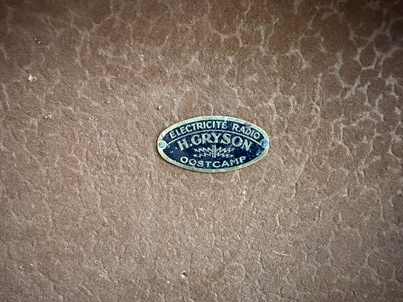 ELECTRICITÉ RADIO
H. GRYSON
OOSTCAMP